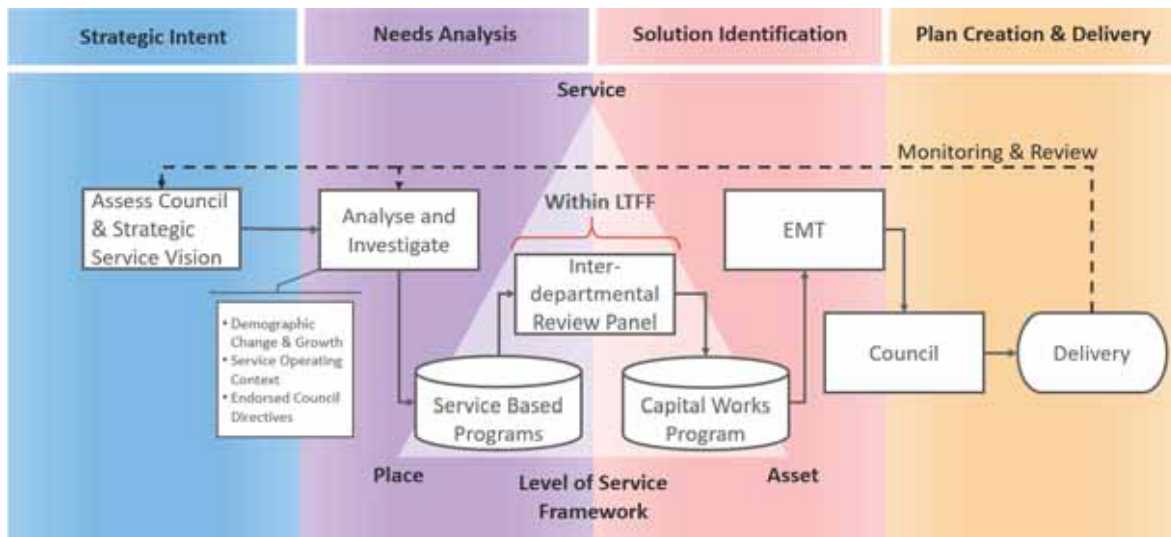 Strategic Intent
Needs Analysis
Solution Identification
Plan Creation & Delivery
Service
Monitoring & Review
Assess Council
& Strategic
Service Vision
Analyse and
Investigate
Within LTFF
EMT
Inter-
departmental
Review Panel
• Demographic
Change & Growth
• Service Operating
Context
• Endorsed Council
Directives
Council
Delivery
Service Based
Programs
Capital Works
Program
Place
Level of Service
Framework
Asset